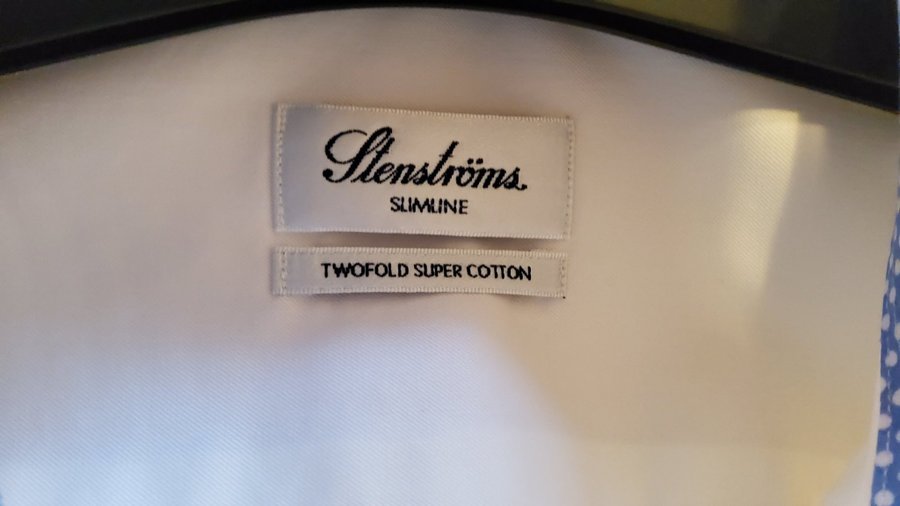 Stenströms
SLIMLINE
TWOFOLD SUPER COTTON